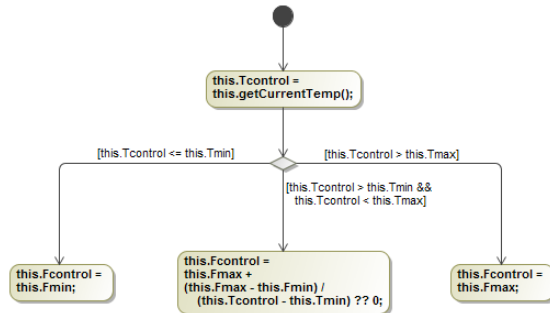 this.Tcontrol =
this.getCurrentTemp();
[this.Tcontrol <= this.Tmin]
[this.Tcontrol > this.Tmax]
[this.Tcontrol > this.Tmin &&
this.Tcontrol < this.Tmax]
this.Fcontrol =
this.Fmin;
this.Fcontrol =
this.Fmax +
(this.Fmax - this.Fmin) /
(this.Tcontrol - this.Tmin) ?? 0;
this.Fcontrol =
this.Fmax;